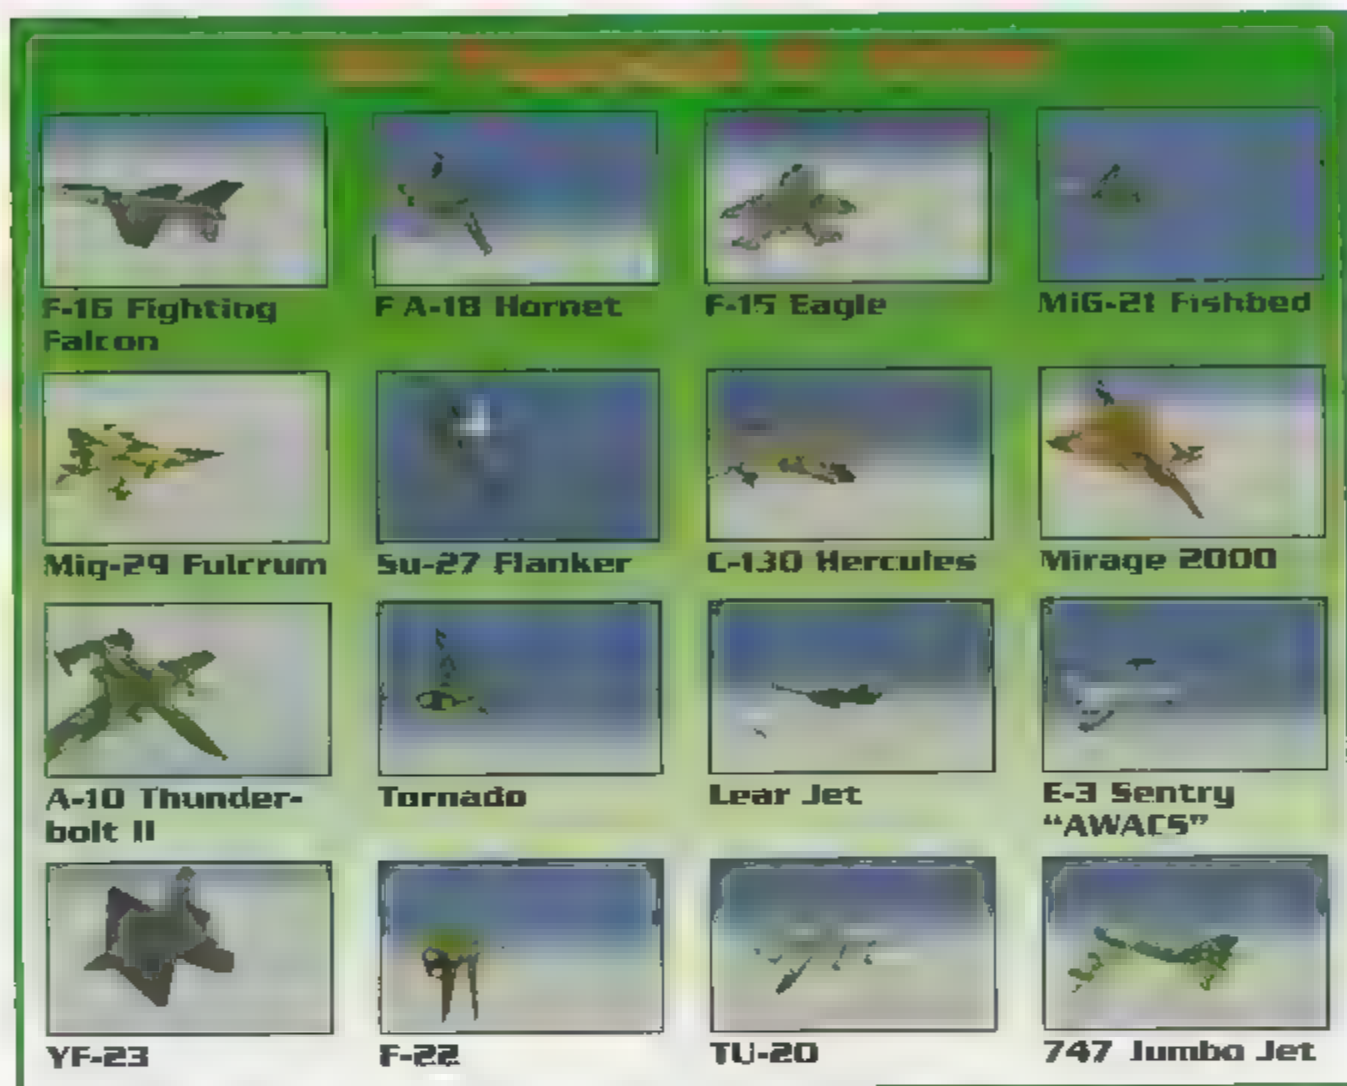 F-16 Fighting
Falcon
F A-18 Hornet
F-15 Eagle
MiG-21 Fishbed
Mig-29 Fulcrum
Su-27 Flanker
C-130 Hercules
Mirage 2000
A-10 Thunder-
bolt II
Tornado
Lear Jet
E-3 Sentry
“AWACS”
YF-23
F-22
TU-20
747 Jumbo Jet